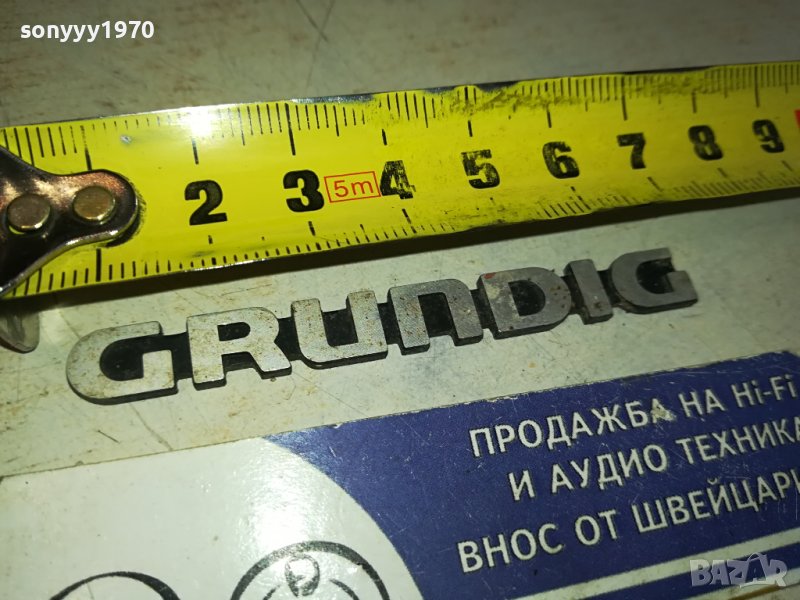 sonyyy1970
2 3 5m 4 5 6 7 8 9
GRUNDIG
ПРОДАЖБА НА Hi-Fi
И АУДИО ТЕХНИКА
ВНОС ОТ ШВЕЙЦАРИ
BAZAR